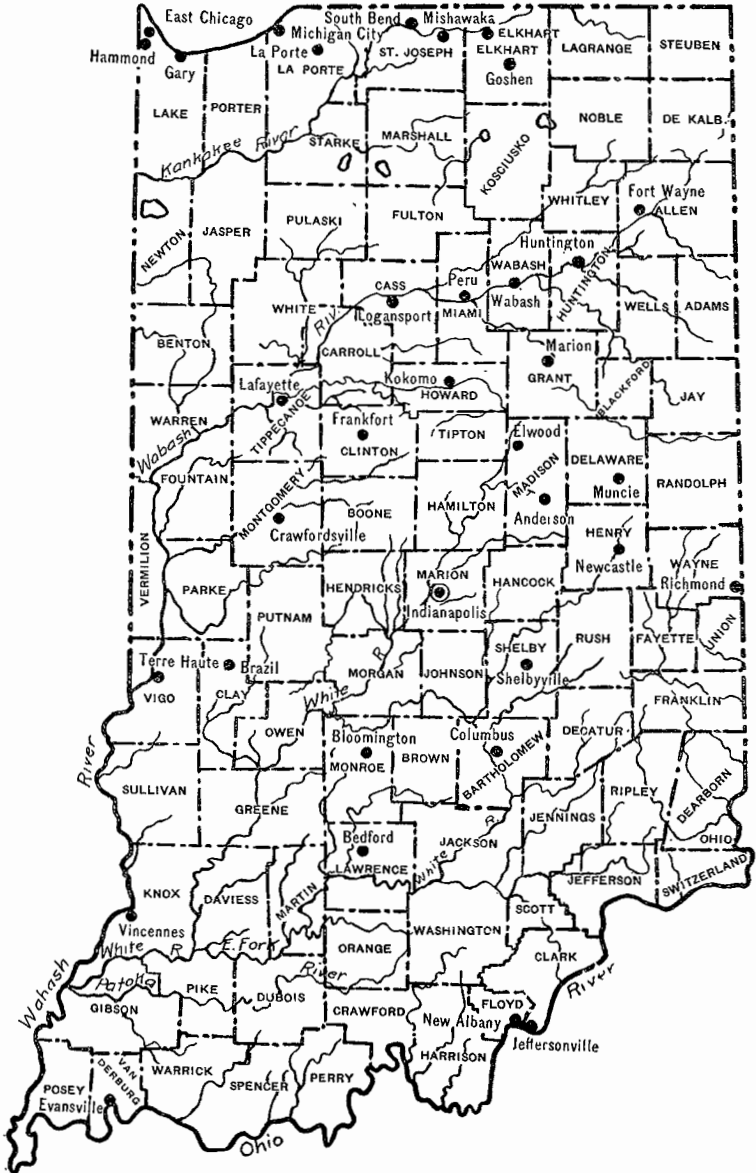 East Chicago
South Bend
Mishawaka
Michigan City
ELKHART
Hammond
La Porte
ST. JOSEPH
ELKHART
LAGRANGE
STEUBEN
Gary
LA PORTE
Goshen
LAKE
PORTER
NOBLE
DE KALB
Kankakee River
STARKE
MARSHALL
KOSCIUSKO
WHITLEY
Fort Wayne
ALLEN
NEWTON
JASPER
PULASKI
FULTON
Huntington
WABASH
HUNTINGTON
CASS
Peru
Wabash
WHITE
Riv.
Logansport
MIAMI
WELLS
ADAMS
BENTON
CARROLL
Marion
GRANT
BLACKFORD
JAY
Lafayette
Kokomo
HOWARD
WARREN
TIPPECANOE
Frankfort
CLINTON
TIPTON
Elwood
Wabash
DELAWARE
Muncie
RANDOLPH
FOUNTAIN
MONTGOMERY
MADISON
Anderson
BOONE
HAMILTON
Crawfordsville
HENRY
Newcastle
WAYNE
Richmond
VERMILION
PARKE
HENDRICKS
MARION
Indianapolis
HANCOCK
PUTNAM
RUSH
FAYETTE
UNION
Terre Haute
Brazil
MORGAN
R.
JOHNSON
SHELBY
Shelbyville
VIGO
CLAY
White
FRANKLIN
OWEN
Bloomington
MONROE
BROWN
Columbus
BARTHOLOMEW
DECATUR
River
SULLIVAN
GREENE
RIPLEY
DEARBORN
JENNINGS
Bedford
LAWRENCE
JACKSON
White R.
OHIO
JEFFERSON
SWITZERLAND
KNOX
DAVIESS
MARTIN
SCOTT
Vincennes
WASHINGTON
White R.
E. Fork
ORANGE
CLARK
Patoka
River
River
Wabash
GIBSON
PIKE
DUBOIS
CRAWFORD
FLOYD
New Albany
Jeffersonville
HARRISON
WARRICK
VAN
DERBURG
POSEY
Evansville
SPENCER
PERRY
Ohio